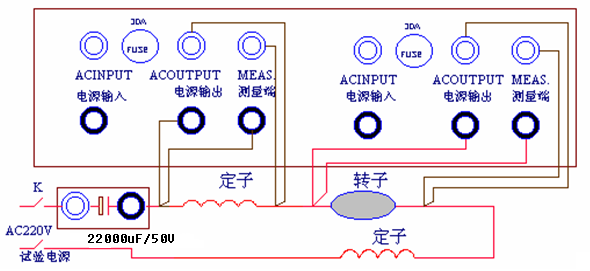 30A
30A
FUSE
FUSE
ACINPUT
ACOUTPUT
MEAS.
ACINPUT
ACOUTPUT
MEAS.
电源输入
电源输出
测量端
电源输入
电源输出
测量端
定子
转子
K
AC220V
22000uF/50V
定子
试验电源